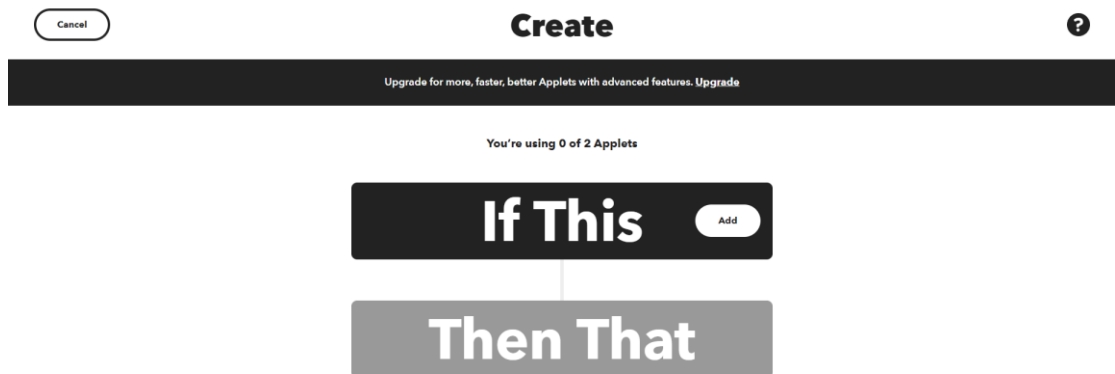 Cancel
Create
?
Upgrade for more, faster, better Applets with advanced features. Upgrade
You're using 0 of 2 Applets
If This
Add
Then That